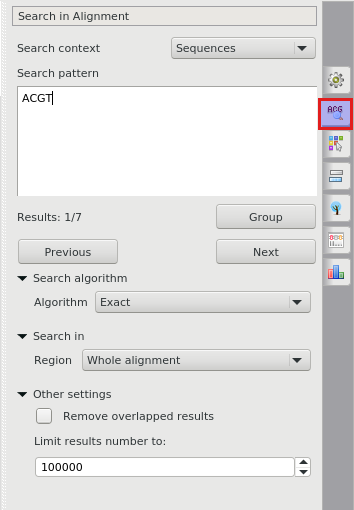 Search in Alignment
Search context Sequences
Search pattern
ACGT
ACG
Results: 1/7 Group
Previous Next
Search algorithm
Algorithm Exact
Search in
Region Whole alignment
Other settings
Remove overlapped results
Limit results number to:
100000